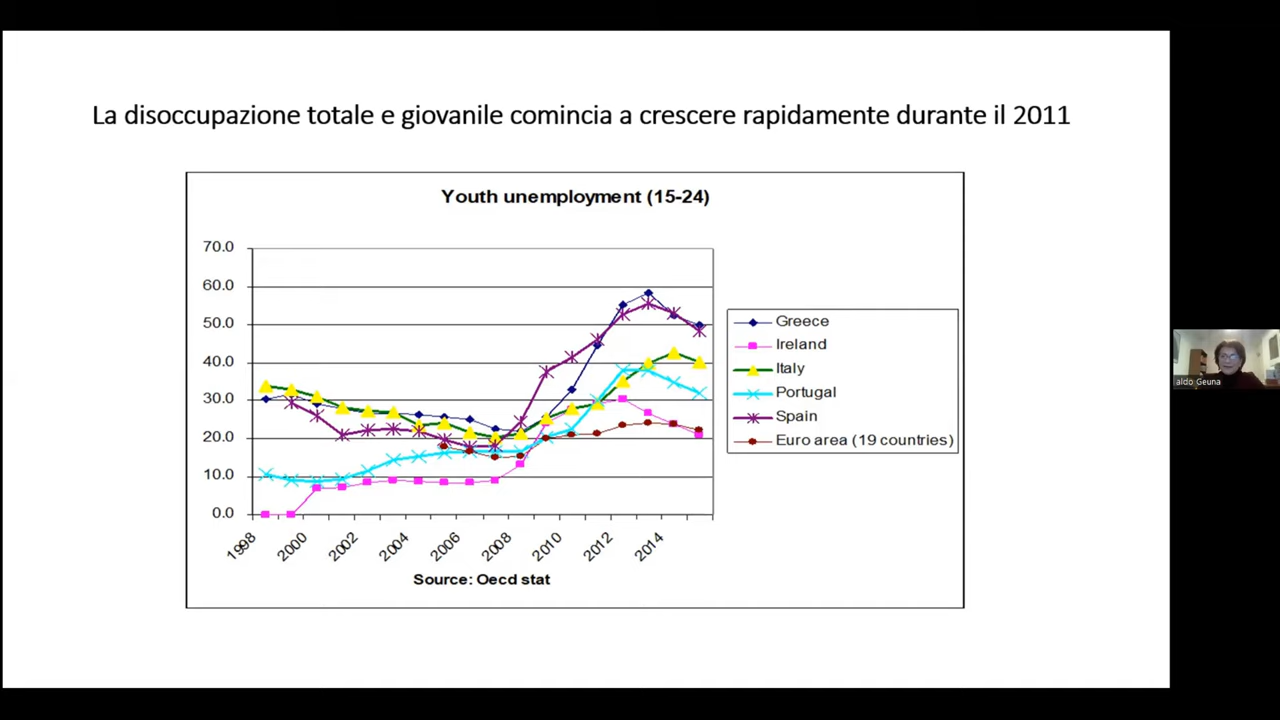 La disoccupazione totale e giovanile comincia a crescere rapidamente durante il 2011
Youth unemployment (15-24)
70.0
60.0
50.0
40.0
30.0
20.0
10.0
0.0
1998
2000
2002
2004
2006
2008
2010
2012
2014
Source: Oecd stat
Greece
Ireland
Italy
Portugal
Spain
Euro area (19 countries)
aldo Geuna